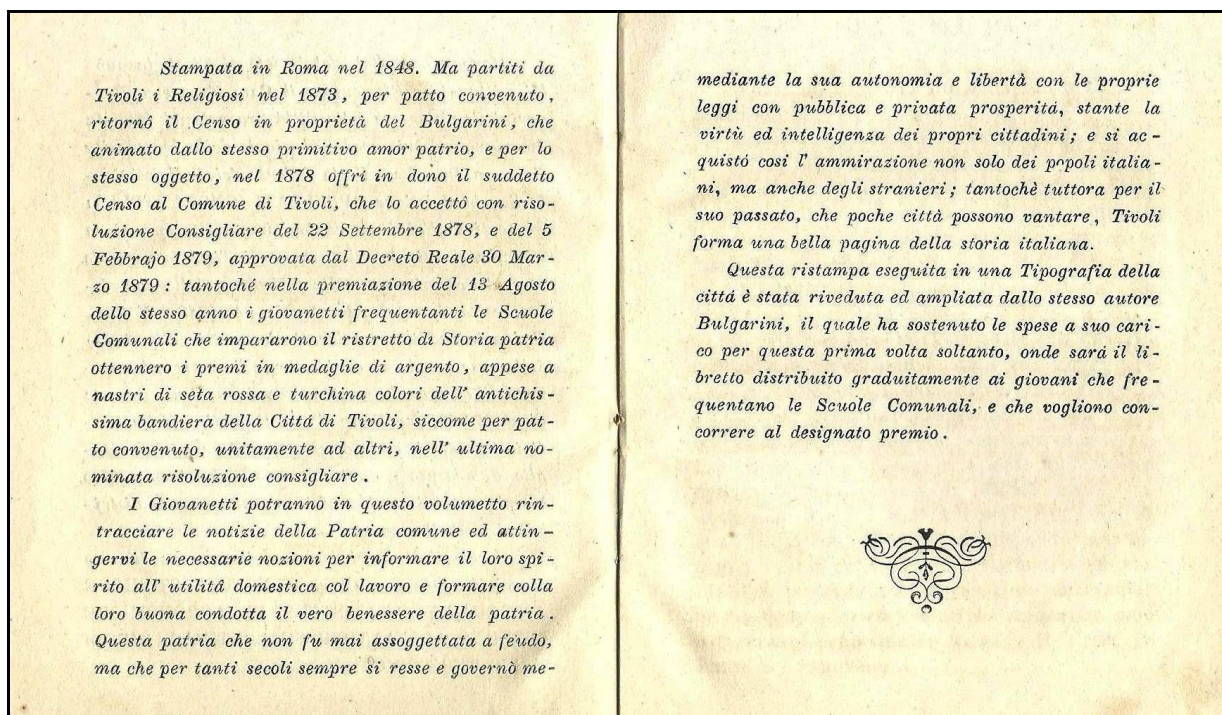 Stampata in Roma nel 1848. Ma partiti da
Tivoli i Religiosi nel 1873, per patto convenuto,
ritornó il Censo in proprietà del Bulgarini, che
animato dallo stesso primitivo amor patrio, e per lo
stesso oggetto, nel 1878 offrì in dono il suddetto
Censo al Comune di Tivoli, che lo accettó con riso-
luzione Consigliare del 22 Settembre 1878, e del 5
Febbrajo 1879, approvata dal Decreto Reale 30 Mar-
zo 1879 : tantoché nella premiazione del 13 Agosto
dello stesso anno i giovanetti frequentanti le Scuole
Comunali che impararono il ristretto di Storia patria
ottennero i premi in medaglie di argento, appese a
nastri di seta rossa e turchina colori dell' antichis-
sima bandiera della Cittá di Tivoli, siccome per pat-
to convenuto, unitamente ad altri, nell' ultima no-
minata risoluzione consigliare.
I Giovanetti potranno in questo volumetto rin-
tracciare le notizie della Patria comune ed attin-
gervi le necessarie nozioni per informare il loro spi-
rito all' utilitá domestica col lavoro e formare colla
loro buona condotta il vero benessere della patria.
Questa patria che non fu mai assoggettata a feudo,
ma che per tanti secoli sempre si resse e governò me-
mediante la sua autonomia e libertà con le proprie
leggi con pubblica e privata prosperitá, stante la
virtù ed intelligenza dei propri cittadini; e si ac-
quistó cosi l' ammirazione non solo dei popoli italia-
ni, ma anche degli stranieri; tantochè tuttora per il
suo passato, che poche città possono vantare, Tivoli
forma una bella pagina della storia italiana.
Questa ristampa eseguita in una Tipografia della
cittá è stata riveduta ed ampliata dallo stesso autore
Bulgarini, il quale ha sostenuto le spese a suo cari-
co per questa prima volta soltanto, onde sará il li-
bretto distribuito graduitamente ai giovani che fre-
quentano le Scuole Comunali, e che vogliono con-
correre al designato premio.